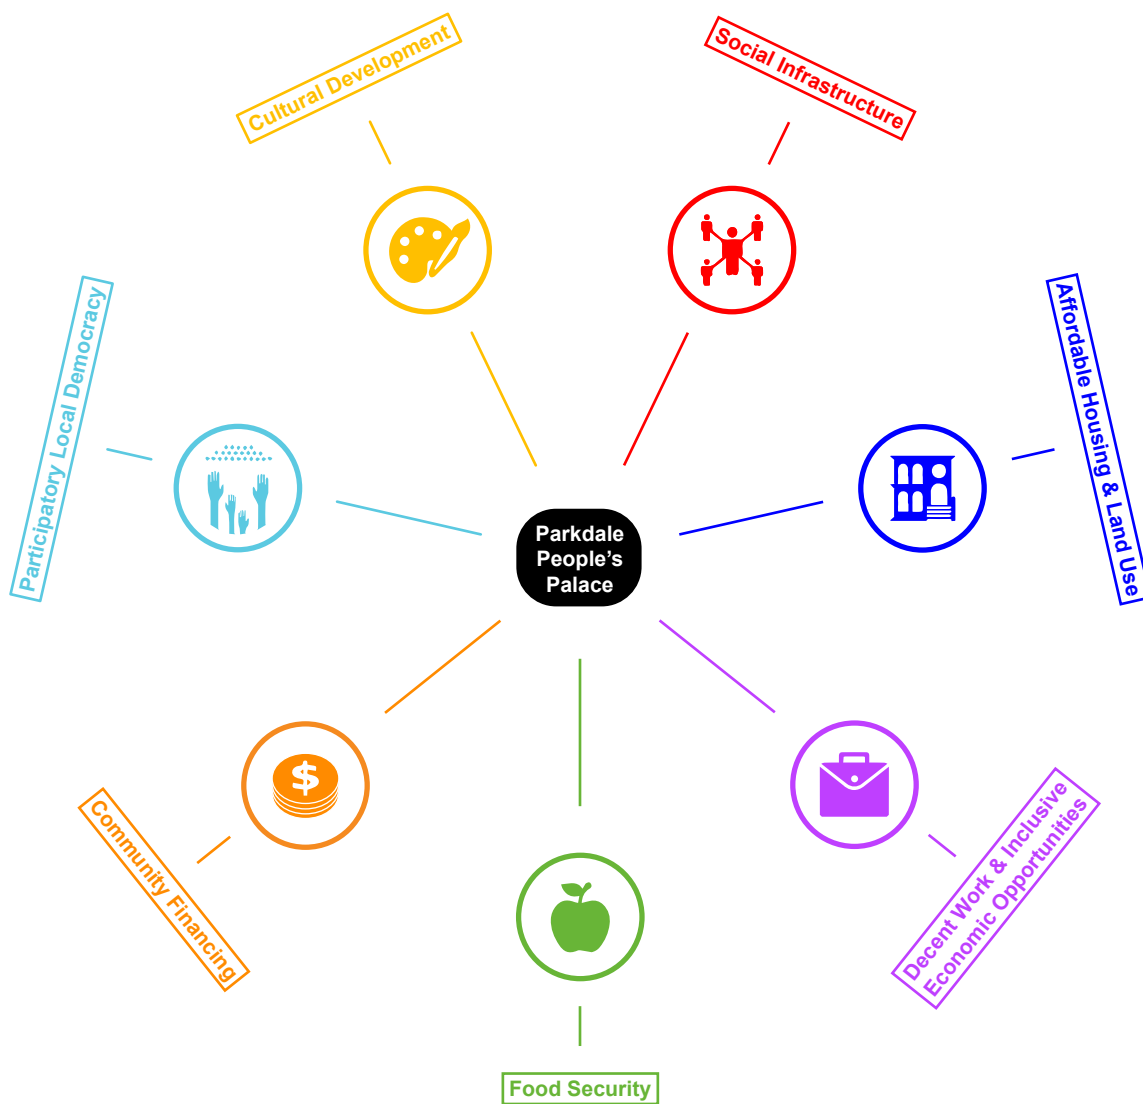 Cultural Development
Social Infrastructure
Participatory Local Democracy
Affordable Housing & Land Use
Parkdale
People’s
Palace
$
Community Financing
Decent Work & Inclusive
Economic Opportunities
Food Security